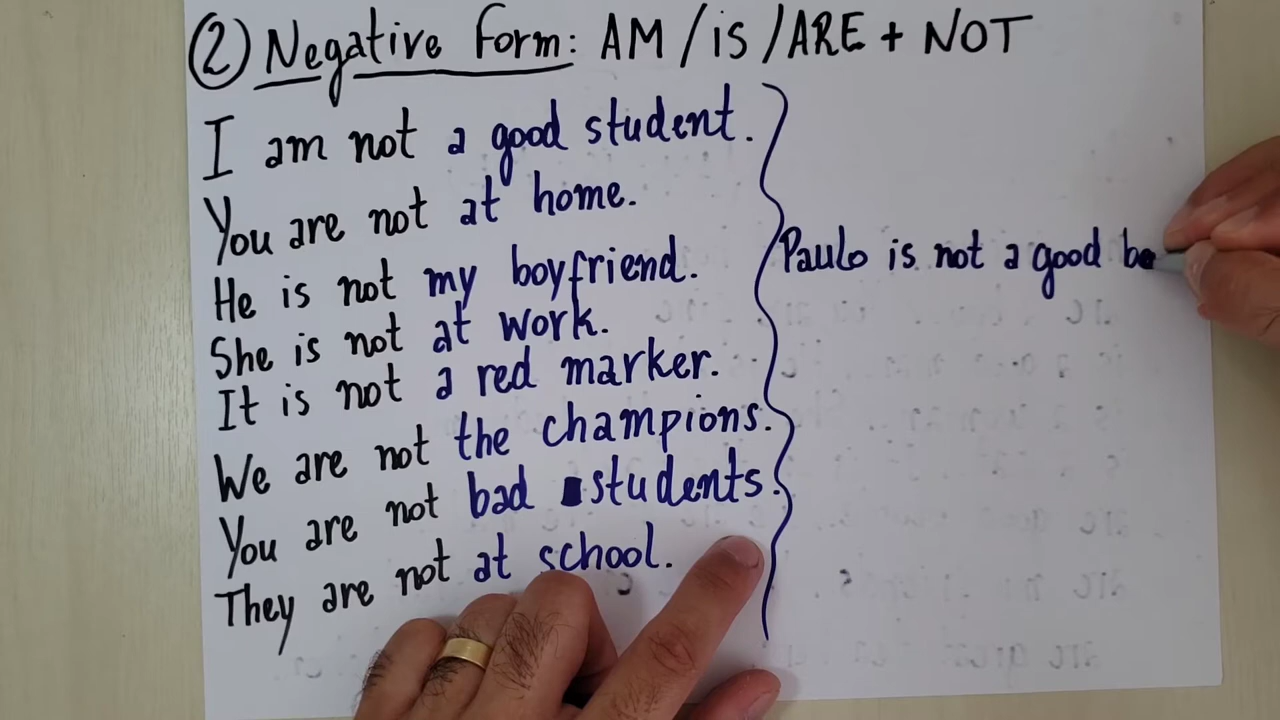 ② Negative Form: AM / iS / ARE + NOT
I am not a good student.
You are not at home.
He is not my boyfriend.
She is not at work.
It is not a red marker.
We are not the champions.
You are not bad students.
They are not at school.
Paulo is not a good be